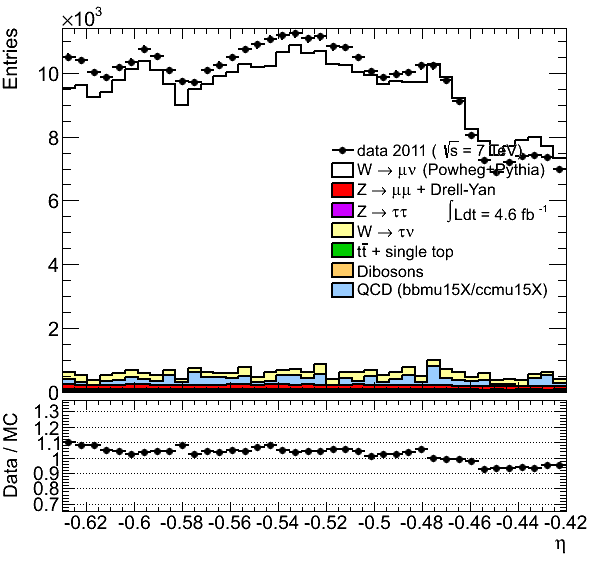 ×10³
Entries
10
8
6
4
2
0
data 2011 ( √s = 7 TeV)
W → μν (Powheg+Pythia)
Z → μμ + Drell-Yan
Z → ττ
∫Ldt = 4.6 fb⁻¹
W → τν
tt̅ + single top
Dibosons
QCD (bbmu15X/ccmu15X)
Data / MC
1.3
1.2
1.1
1
0.9
0.8
0.7
-0.62 -0.6 -0.58 -0.56 -0.54 -0.52 -0.5 -0.48 -0.46 -0.44 -0.42
η